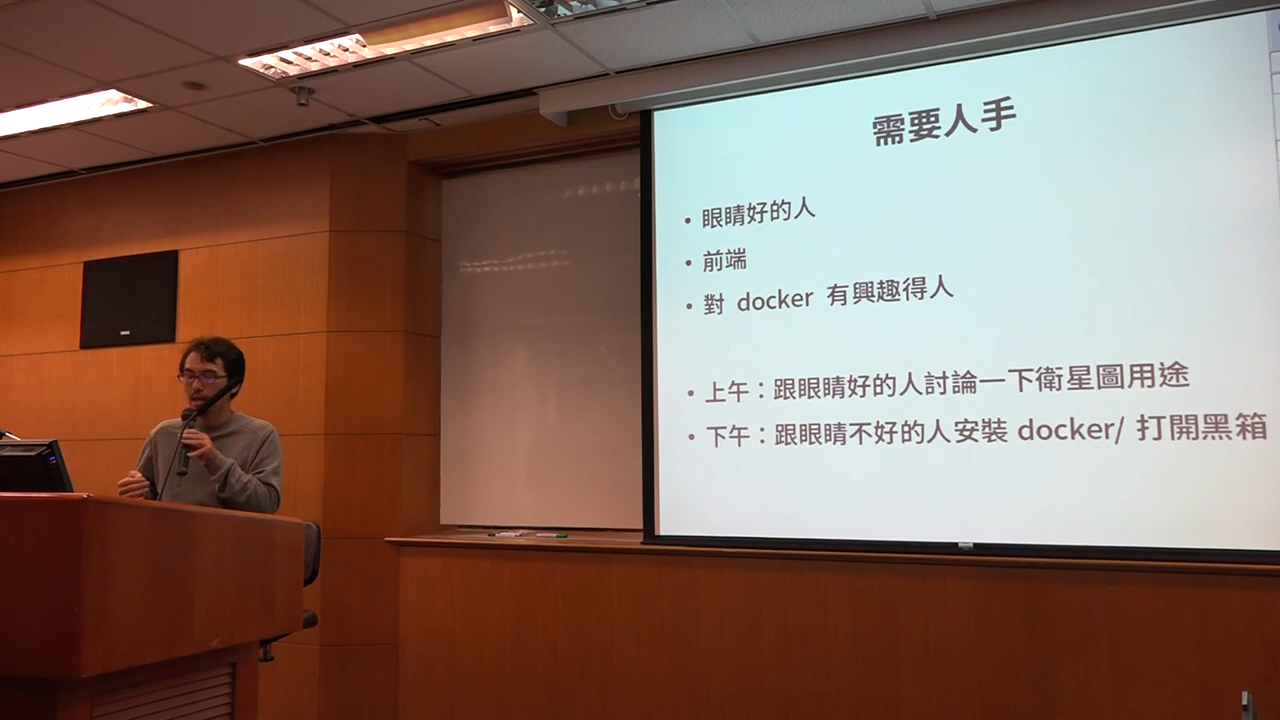 需要人手
• 眼睛好的人
• 前端
• 對 docker 有興趣得人
• 上午：跟眼睛好的人討論一下衛星圖用途
• 下午：跟眼睛不好的人安裝 docker/ 打開黑箱